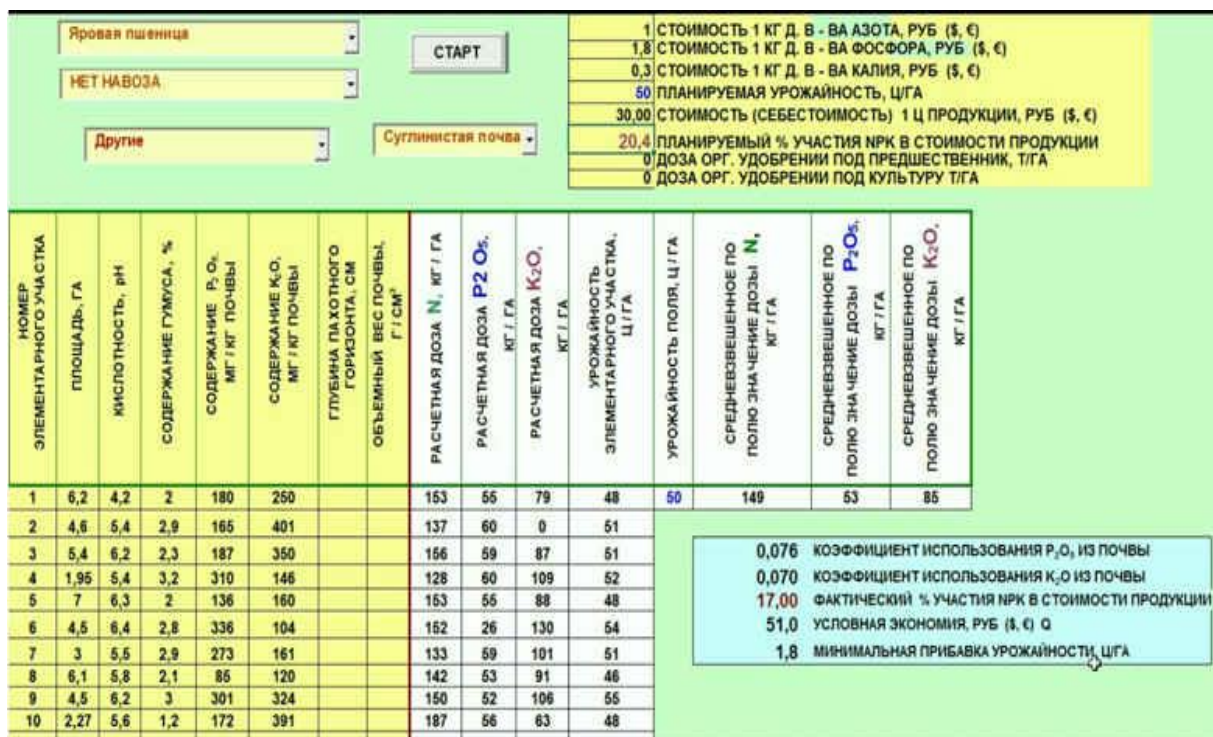 Яровая пшеница
НЕТ НАВОЗА
Другие
СТАРТ
Суглинистая почва
1 СТОИМОСТЬ 1 КГ Д. В - ВА АЗОТА, РУБ ($, €)
1,8 СТОИМОСТЬ 1 КГ Д. В - ВА ФОСФОРА, РУБ ($, €)
0,3 СТОИМОСТЬ 1 КГ Д. В - ВА КАЛИЯ, РУБ ($, €)
50 ПЛАНИРУЕМАЯ УРОЖАЙНОСТЬ, Ц/ГА
30,00 СТОИМОСТЬ (СЕБЕСТОИМОСТЬ) 1 Ц ПРОДУКЦИИ, РУБ ($, €)
20,4 ПЛАНИРУЕМЫЙ % УЧАСТИЯ NPK В СТОИМОСТИ ПРОДУКЦИИ
0 ДОЗА ОРГ. УДОБРЕНИИ ПОД ПРЕДШЕСТВЕННИК, Т/ГА
0 ДОЗА ОРГ. УДОБРЕНИИ ПОД КУЛЬТУРУ Т/ГА
НОМЕР
ЭЛЕМЕНТАРНОГО УЧАСТКА
ПЛОЩАДЬ, ГА
КИСЛОТНОСТЬ, pH
СОДЕРЖАНИЕ ГУМУСА, %
СОДЕРЖАНИЕ P2O5,
МГ / КГ ПОЧВЫ
СОДЕРЖАНИЕ K2O,
МГ / КГ ПОЧВЫ
ГЛУБИНА ПАХОТНОГО
ГОРИЗОНТА, СМ
ОБЪЕМНЫЙ ВЕС ПОЧВЫ,
Г / СМ³
РАСЧЕТНАЯ ДОЗА N, КГ / ГА
РАСЧЕТНАЯ ДОЗА P2O5,
КГ / ГА
РАСЧЕТНАЯ ДОЗА K2O,
КГ / ГА
УРОЖАЙНОСТЬ
ЭЛЕМЕНТАРНОГО УЧАСТКА,
Ц / ГА
УРОЖАЙНОСТЬ ПОЛЯ, Ц / ГА
СРЕДНЕВЗВЕШЕННОЕ ПО
ПОЛЮ ЗНАЧЕНИЕ ДОЗЫ N,
КГ / ГА
СРЕДНЕВЗВЕШЕННОЕ ПО
ПОЛЮ ЗНАЧЕНИЕ ДОЗЫ P2O5,
КГ / ГА
СРЕДНЕВЗВЕШЕННОЕ ПО
ПОЛЮ ЗНАЧЕНИЕ ДОЗЫ K2O,
КГ / ГА
1 6,2 4,2 2 180 250 153 55 79 48 50 149 53 85
2 4,6 5,4 2,9 165 401 137 60 0 51
3 5,4 6,2 2,3 187 350 156 59 87 51
4 1,95 5,4 3,2 310 146 128 60 109 52
5 7 6,3 2 136 160 153 55 88 48
6 4,5 6,4 2,8 336 104 152 26 130 54
7 3 5,5 2,9 273 161 133 59 101 51
8 6,1 5,8 2,1 85 120 142 53 91 46
9 4,5 6,2 3 301 324 150 52 106 55
10 2,27 5,6 1,2 172 391 187 56 63 48
0,076 КОЭФФИЦИЕНТ ИСПОЛЬЗОВАНИЯ P2O5 ИЗ ПОЧВЫ
0,070 КОЭФФИЦИЕНТ ИСПОЛЬЗОВАНИЯ K2O ИЗ ПОЧВЫ
17,00 ФАКТИЧЕСКИЙ % УЧАСТИЯ NPK В СТОИМОСТИ ПРОДУКЦИИ
51,0 УСЛОВНАЯ ЭКОНОМИЯ, РУБ ($, €) Q
1,8 МИНИМАЛЬНАЯ ПРИБАВКА УРОЖАЙНОСТИ, Ц/ГА